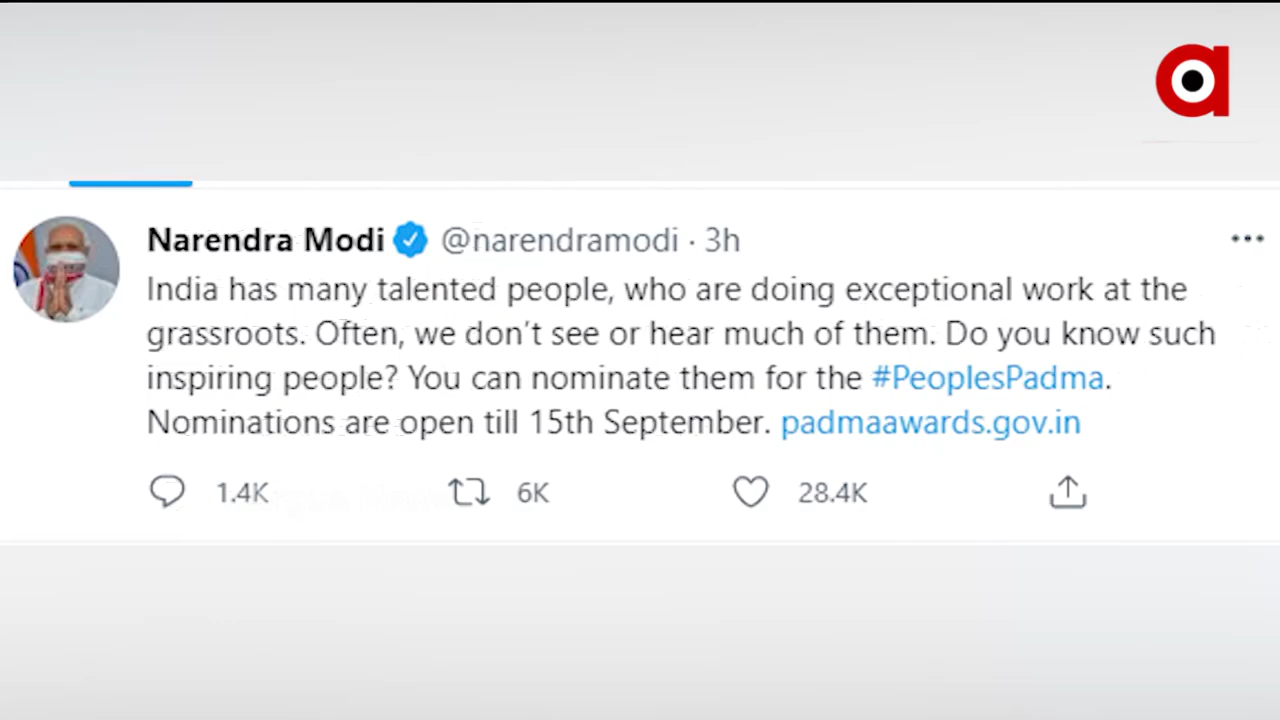 Narendra Modi @narendramodi · 3h
India has many talented people, who are doing exceptional work at the
grassroots. Often, we don't see or hear much of them. Do you know such
inspiring people? You can nominate them for the #PeoplesPadma.
Nominations are open till 15th September. padmaawards.gov.in
1.4K 6K 28.4K